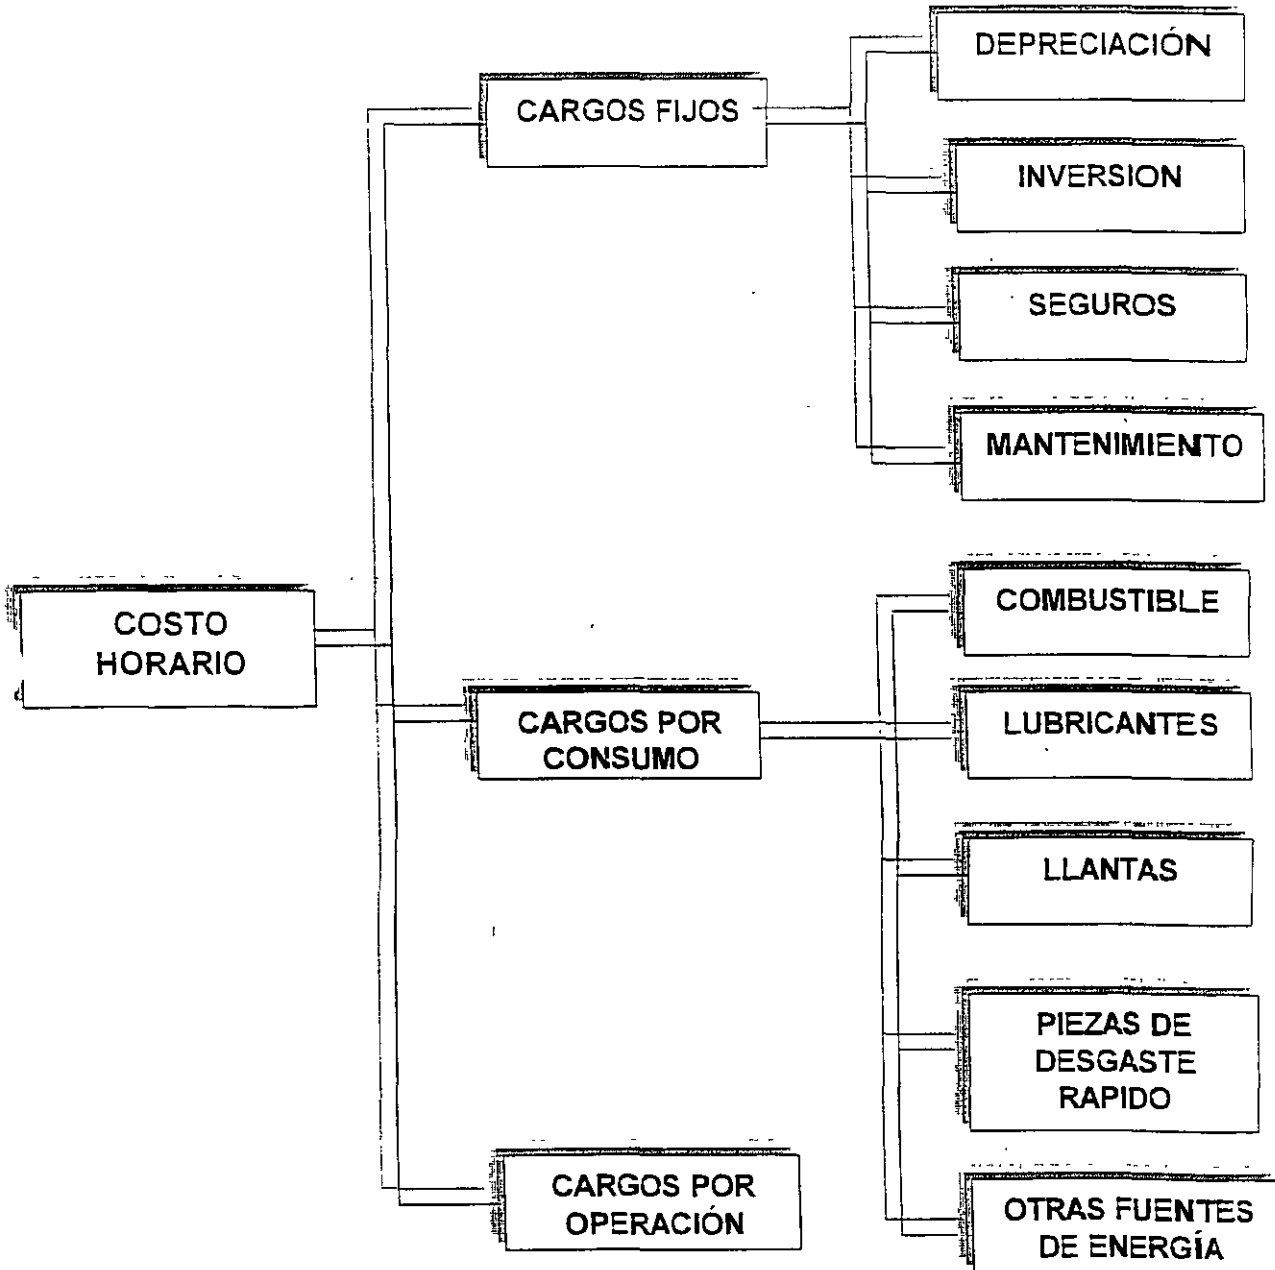 COSTO
HORARIO
CARGOS FIJOS
DEPRECIACIÓN
INVERSION
SEGUROS
MANTENIMIENTO
CARGOS POR
CONSUMO
COMBUSTIBLE
LUBRICANTES
LLANTAS
PIEZAS DE
DESGASTE
RAPIDO
OTRAS FUENTES
DE ENERGÍA
CARGOS POR
OPERACIÓN